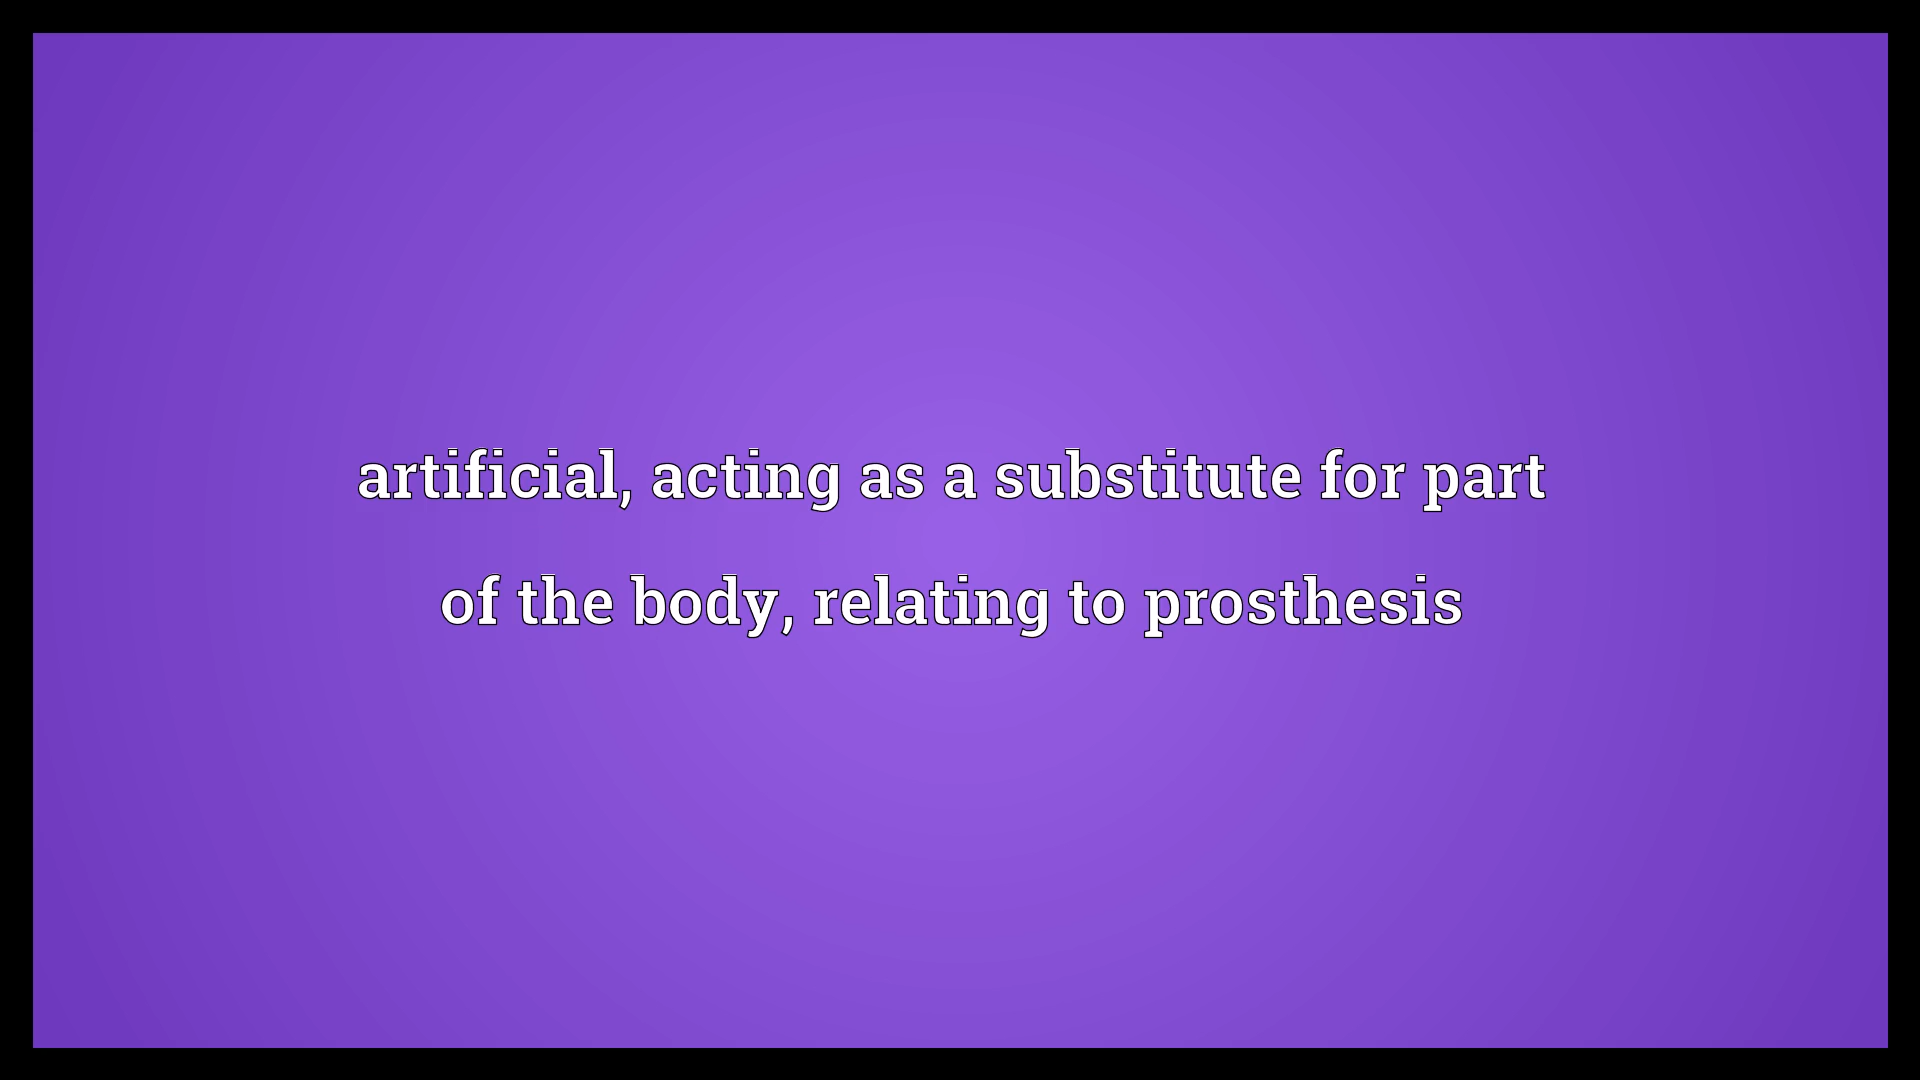 artificial, acting as a substitute for part
of the body, relating to prosthesis